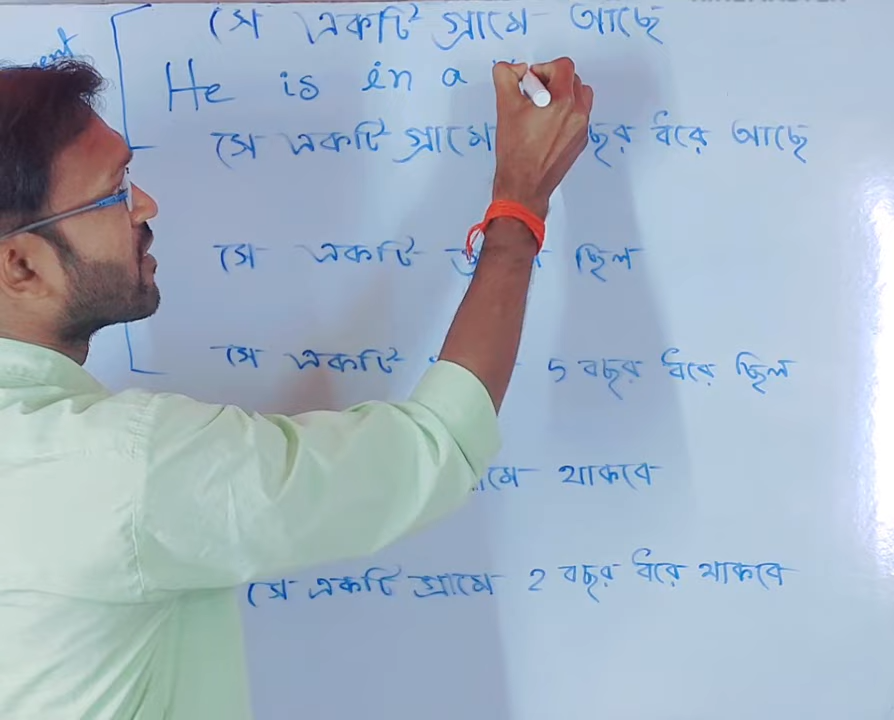 সে একটি গ্রামে আছে
He is in a
সে একটি গ্রামে ছর ধরে আছে
সে একটি ছিল
সে একটি 5 বছর ধরে ছিল
থাকবে
সে একটি গ্রামে 2 বছর ধরে থাকবে